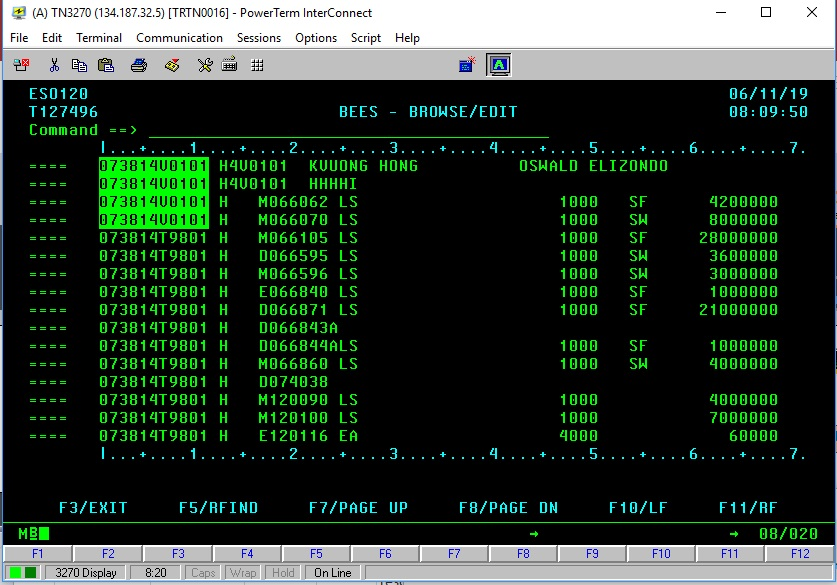 (A) TN3270 (134.187.32.5) [TRTN0016] - PowerTerm InterConnect
File Edit Terminal Communication Sessions Options Script Help
ESO120 06/11/19
T127496 BEES - BROWSE/EDIT 08:09:50
Command ==>
|...+....1....+....2....+....3....+....4....+....5....+....6....+....7.
==== 073814V0101 H4V0101 KVUONG HONG OSWALD ELIZONDO
==== 073814V0101 H4V0101 HHHHI
==== 073814V0101 H M066062 LS 1000 SF 4200000
==== 073814V0101 H M066070 LS 1000 SW 8000000
==== 073814T9801 H M066105 LS 1000 SF 28000000
==== 073814T9801 H D066595 LS 1000 SW 3600000
==== 073814T9801 H M066596 LS 1000 SW 3000000
==== 073814T9801 H E066840 LS 1000 SF 1000000
==== 073814T9801 H D066871 LS 1000 SF 21000000
==== 073814T9801 H D066843A
==== 073814T9801 H D066844ALS 1000 SF 1000000
==== 073814T9801 H M066860 LS 1000 SW 4000000
==== 073814T9801 H D074038
==== 073814T9801 H M120090 LS 1000 4000000
==== 073814T9801 H M120100 LS 1000 7000000
==== 073814T9801 H E120116 EA 4000 60000
|...+....1....+....2....+....3....+....4....+....5....+....6....+....7.
F3/EXIT F5/RFIND F7/PAGE UP F8/PAGE DN F10/LF F11/RF
MB → → 08/020
F1 F2 F3 F4 F5 F6 F7 F8 F9 F10 F11 F12
3270 Display 8:20 Caps Wrap Hold On Line